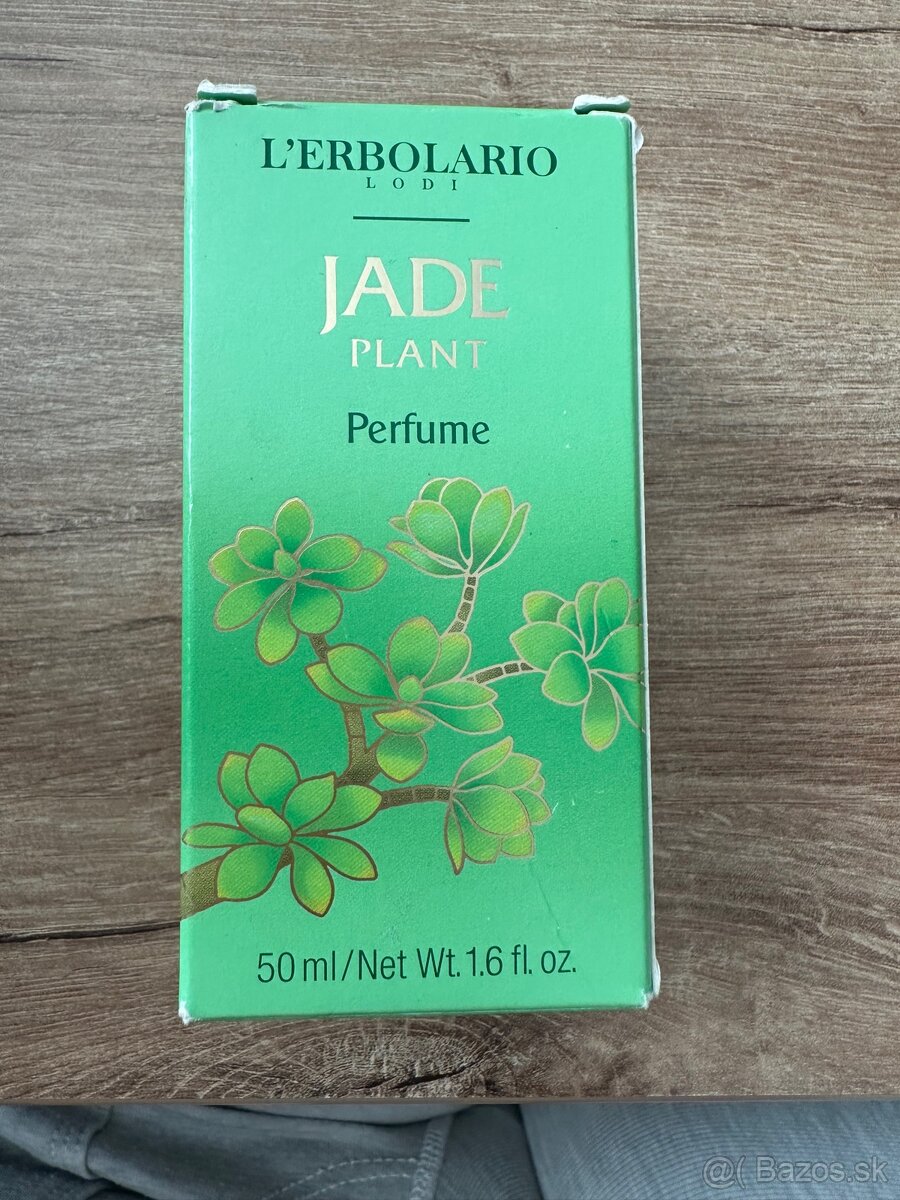 L'ERBOLARIO
LODI
JADE
PLANT
Perfume
50 ml/Net Wt. 1.6 fl. oz.
@( Bazos.sk